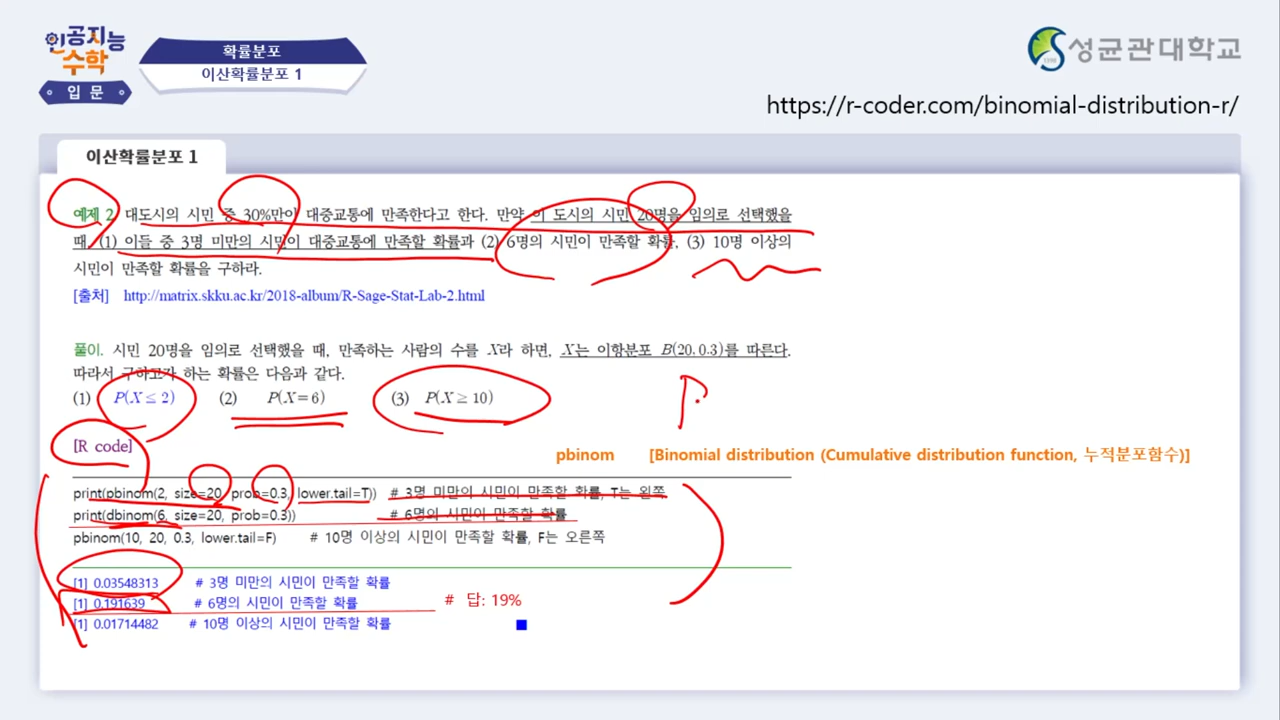 인공지능
수학
입문
확률분포
이산확률분포 1
성균관대학교
https://r-coder.com/binomial-distribution-r/
이산확률분포 1
예제 2 대도시의 시민 중 30%만이 대중교통에 만족한다고 한다. 만약 이 도시의 시민 20명을 임의로 선택했을
때, (1) 이들 중 3명 미만의 시민이 대중교통에 만족할 확률과 (2) 6명의 시민이 만족할 확률, (3) 10명 이상의
시민이 만족할 확률을 구하라.
[출처] http://matrix.skku.ac.kr/2018-album/R-Sage-Stat-Lab-2.html
풀이. 시민 20명을 임의로 선택했을 때, 만족하는 사람의 수를 X라 하면, X는 이항분포 B(20, 0.3)를 따른다.
따라서 구하고자 하는 확률은 다음과 같다.
(1) P(X ≤ 2) (2) P(X = 6) (3) P(X ≥ 10)
P
[R code]
pbinom [Binomial distribution (Cumulative distribution function, 누적분포함수)]
print(pbinom(2, size=20, prob=0.3, lower.tail=T)) # 3명 미만의 시민이 만족할 확률, T는 왼쪽
print(dbinom(6, size=20, prob=0.3)) # 6명의 시민이 만족할 확률
pbinom(10, 20, 0.3, lower.tail=F) # 10명 이상의 시민이 만족할 확률, F는 오른쪽
[1] 0.03548313 # 3명 미만의 시민이 만족할 확률
[1] 0.191639 # 6명의 시민이 만족할 확률 # 답: 19%
[1] 0.01714482 # 10명 이상의 시민이 만족할 확률